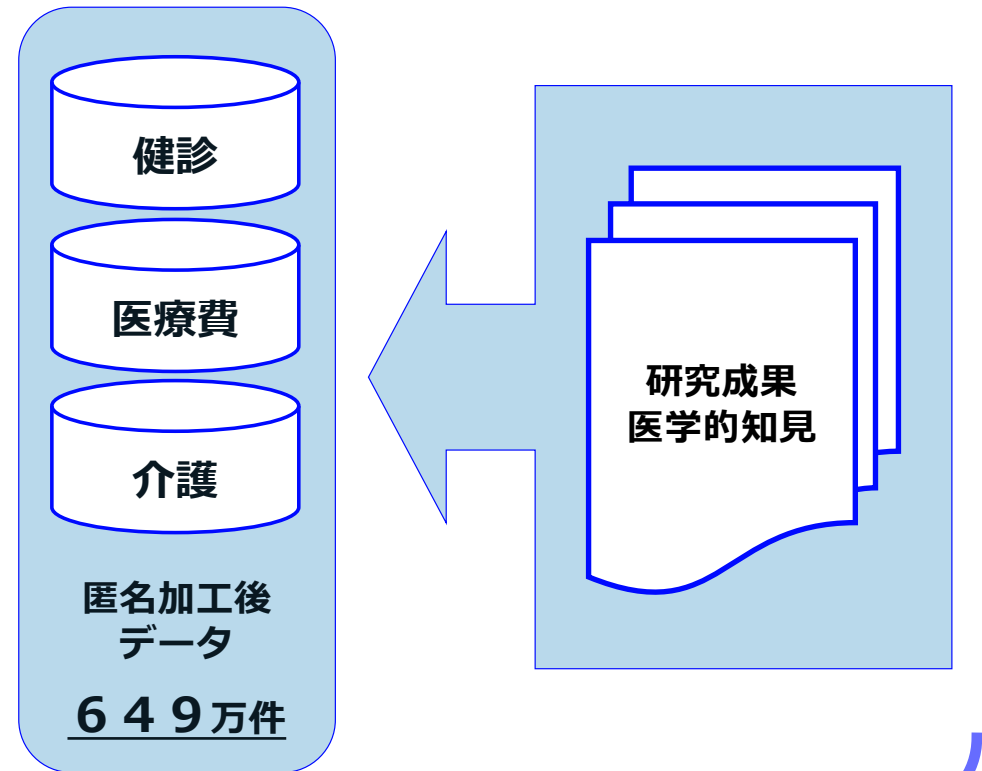 健診
医療費
介護
匿名加工後
データ
６４９万件
研究成果
医学的知見